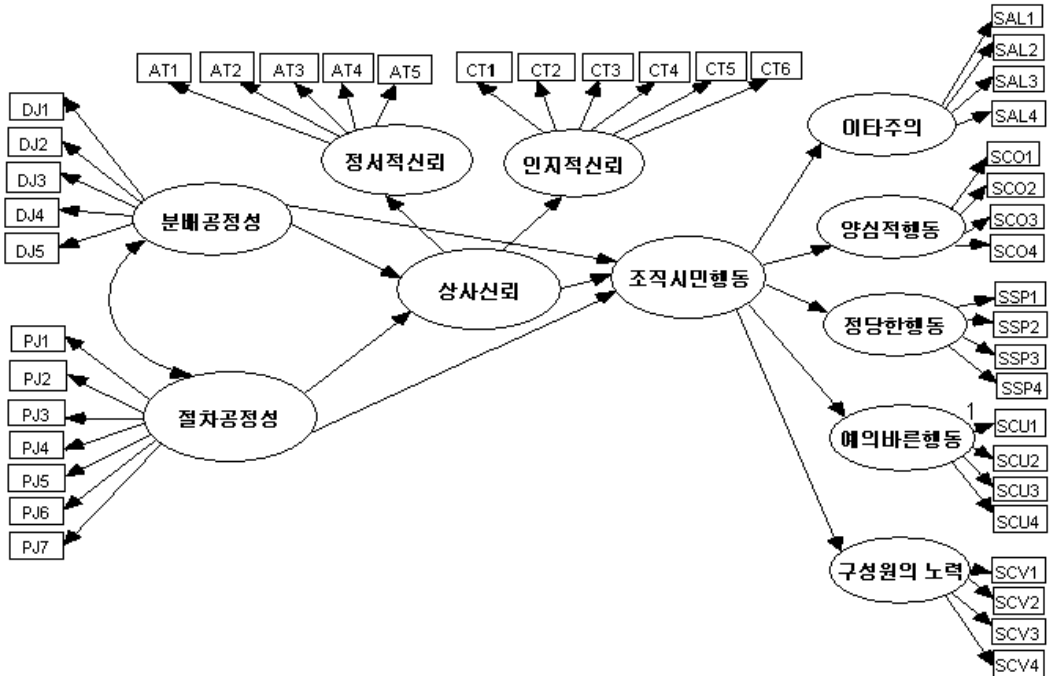 SAL1
AT1 AT2 AT3 AT4 AT5 CT1 CT2 CT3 CT4 CT5 CT6
SAL2
SAL3
SAL4
DJ1
DJ2
DJ3
DJ4
DJ5
정서적신뢰 인지적신뢰
이타주의
SCO1
SCO2
SCO3
SCO4
분배공정성
양심적행동
상사신뢰
조직시민행동
SSP1
SSP2
SSP3
SSP4
정당한행동
PJ1
PJ2
PJ3
PJ4
PJ5
PJ6
PJ7
절차공정성
1
SCU1
SCU2
SCU3
SCU4
예의바른행동
구성원의 노력
SCV1
SCV2
SCV3
SCV4